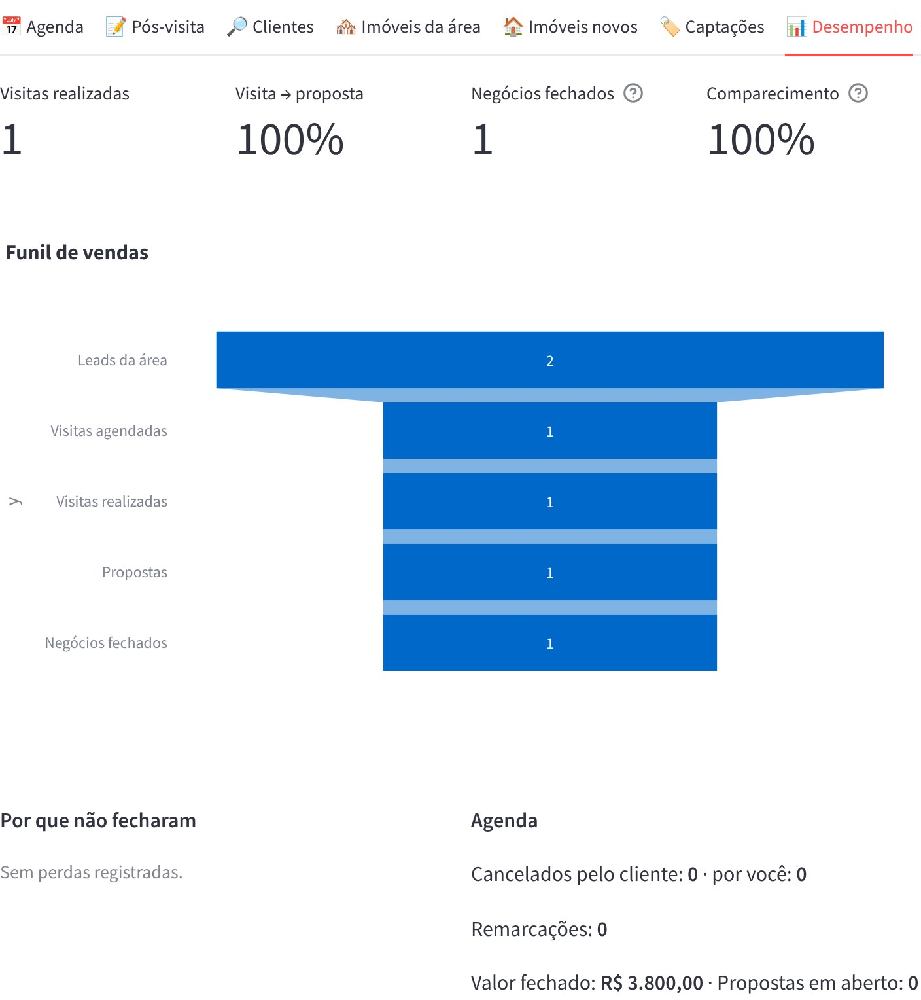 📅 Agenda 📝 Pós-visita 🔎 Clientes 🏘️ Imóveis da área 🏠 Imóveis novos 🏷️ Captações 📊 Desempenho
Visitas realizadas Visita → proposta Negócios fechados Comparecimento
1 100% 1 100%
Funil de vendas
Leads da área 2
Visitas agendadas 1
y
Visitas realizadas 1
Propostas 1
Negócios fechados 1
Por que não fecharam
Sem perdas registradas.
Agenda
Cancelados pelo cliente: 0 · por você: 0
Remarcações: 0
Valor fechado: R$ 3.800,00 · Propostas em aberto: 0